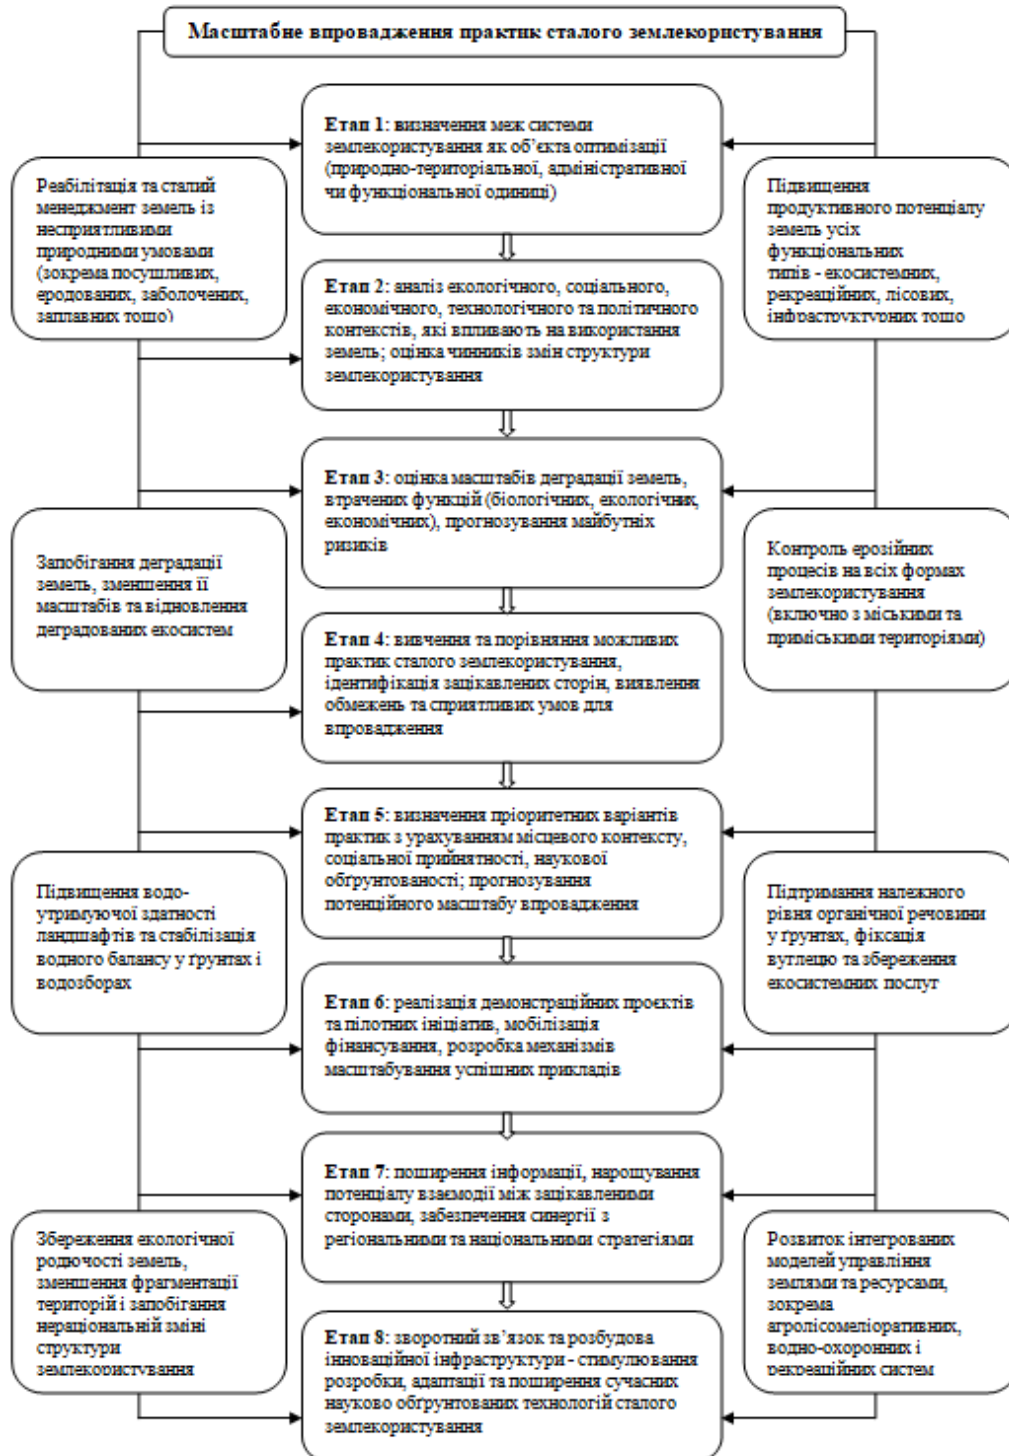 Масштабне впровадження практик сталого землекористування
Етап 1: визначення меж системи
землекористування як об’єкта оптимізації
(природно-територіальної, адміністративної
чи функціональної одиниці)
Реабілітація та сталий
менеджмент земель із
несприятливими
природними умовами
(зокрема посушливих,
еродованих, заболочених,
заплавних тощо)
Підвищення
продуктивного потенціалу
земель усіх
функціональних
типів - екосистемних,
рекреаційних, лісових,
інфраструктурних тощо
Етап 2: аналіз екологічного, соціального,
економічного, технологічного та політичного
контекстів, які впливають на використання
земель; оцінка чинників змін структури
землекористування
Етап 3: оцінка масштабів деградації земель,
втрачених функцій (біологічних, екологічних,
економічних), прогнозування майбутніх
ризиків
Запобігання деградації
земель, зменшення її
масштабів та відновлення
деградованих екосистем
Контроль ерозійних
процесів на всіх формах
землекористування
(включно з міськими та
приміськими територіями)
Етап 4: вивчення та порівняння можливих
практик сталого землекористування,
ідентифікація зацікавлених сторін, виявлення
обмежень та сприятливих умов для
впровадження
Етап 5: визначення пріоритетних варіантів
практик з урахуванням місцевого контексту,
соціальної прийнятності, наукової
обґрунтованості; прогнозування
потенційного масштабу впровадження
Підвищення водо-
утримуючої здатності
ландшафтів та стабілізація
водного балансу у ґрунтах і
водозборах
Підтримання належного
рівня органічної речовини
у ґрунтах, фіксація
вуглецю та збереження
екосистемних послуг
Етап 6: реалізація демонстраційних проєктів
та пілотних ініціатив, мобілізація
фінансування, розробка механізмів
масштабування успішних прикладів
Етап 7: поширення інформації, нарощування
потенціалу взаємодії між зацікавленими
сторонами, забезпечення синергії з
регіональними та національними стратегіями
Збереження екологічної
родючості земель,
зменшення фрагментації
територій і запобігання
нераціональній зміні
структури
землекористування
Розвиток інтегрованих
моделей управління
землями та ресурсами,
зокрема
агролісомеліоративних,
водно-охоронних і
рекреаційних систем
Етап 8: зворотний зв’язок та розбудова
інноваційної інфраструктури - стимулювання
розробки, адаптації та поширення сучасних
науково обґрунтованих технологій сталого
землекористування